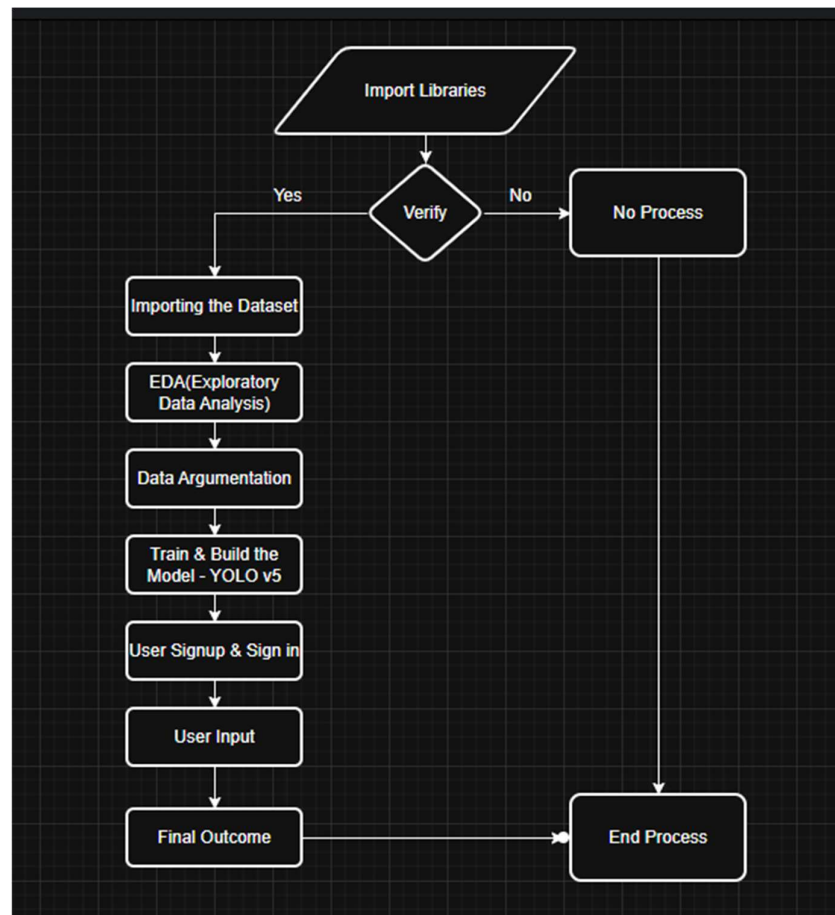 Import Libraries
Yes
Verify
No
No Process
Importing the Dataset
EDA(Exploratory
Data Analysis)
Data Argumentation
Train & Build the
Model - YOLO v5
User Signup & Sign in
User Input
Final Outcome
End Process